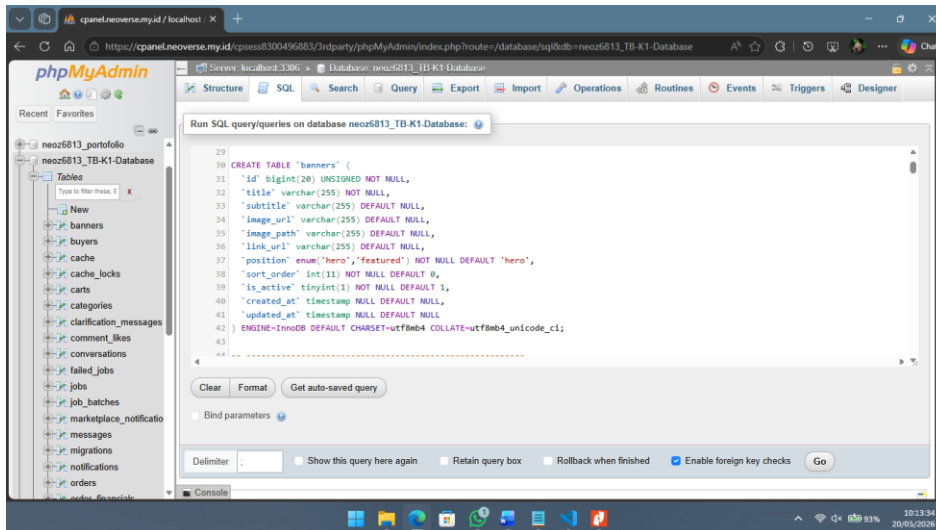 cpanel.neoverse.my.id / localhost /
https://cpanel.neoverse.my.id/cpsess8300496883/3rdparty/phpMyAdmin/index.php?route=/database/sql&db=neoz6813_TB-K1-Database
Chat
phpMyAdmin
Recent Favorites
neoz6813_portofolio
neoz6813_TB-K1-Database
Tables
Type to filter these, E X
New
banners
buyers
cache
cache_locks
carts
categories
clarification_messages
comment_likes
conversations
failed_jobs
jobs
job_batches
marketplace_notificatio
messages
migrations
notifications
orders
order_financials
Server: localhost:3306 » Database: neoz6813_TB-K1-Database
Structure SQL Search Query Export Import Operations Routines Events Triggers Designer
Run SQL query/queries on database neoz6813_TB-K1-Database:
29
30 CREATE TABLE `banners` (
31 `id` bigint(20) UNSIGNED NOT NULL,
32 `title` varchar(255) NOT NULL,
33 `subtitle` varchar(255) DEFAULT NULL,
34 `image_url` varchar(255) DEFAULT NULL,
35 `image_path` varchar(255) DEFAULT NULL,
36 `link_url` varchar(255) DEFAULT NULL,
37 `position` enum('hero','featured') NOT NULL DEFAULT 'hero',
38 `sort_order` int(11) NOT NULL DEFAULT 0,
39 `is_active` tinyint(1) NOT NULL DEFAULT 1,
40 `created_at` timestamp NULL DEFAULT NULL,
41 `updated_at` timestamp NULL DEFAULT NULL
42 ) ENGINE=InnoDB DEFAULT CHARSET=utf8mb4 COLLATE=utf8mb4_unicode_ci;
43
44 -- --------------------------------------------------------
Clear Format Get auto-saved query
Bind parameters
Delimiter ; Show this query here again Retain query box Rollback when finished Enable foreign key checks Go
Console
93% 10:13:34
20/05/2026